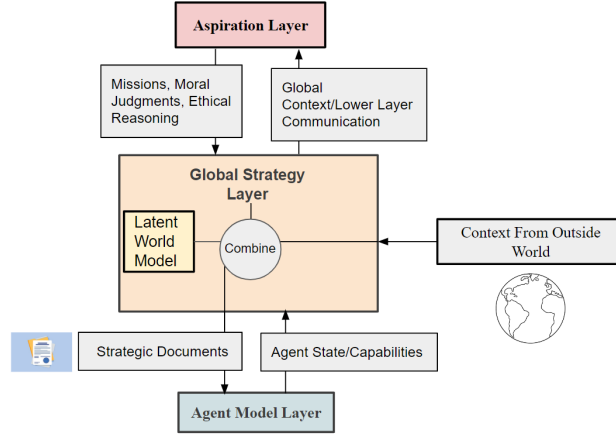 Aspiration Layer
Missions, Moral
Judgments, Ethical
Reasoning
Global
Context/Lower Layer
Communication
Global Strategy
Layer
Latent
World
Model
Combine
Context From Outside
World
Strategic Documents
Agent State/Capabilities
Agent Model Layer